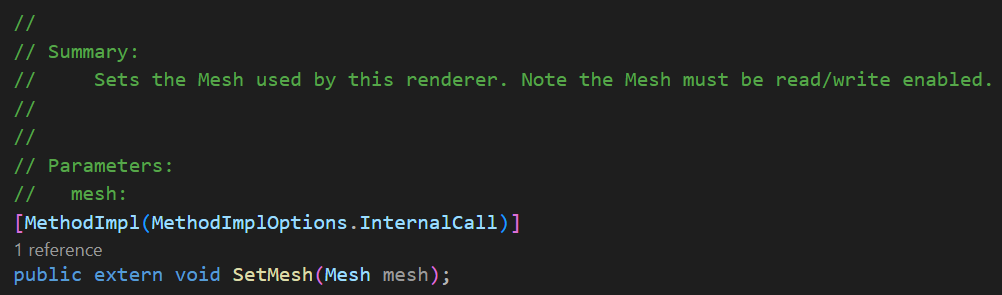 //
// Summary:
//     Sets the Mesh used by this renderer. Note the Mesh must be read/write enabled.
//
//
// Parameters:
//   mesh:
[MethodImpl(MethodImplOptions.InternalCall)]
1 reference
public extern void SetMesh(Mesh mesh);